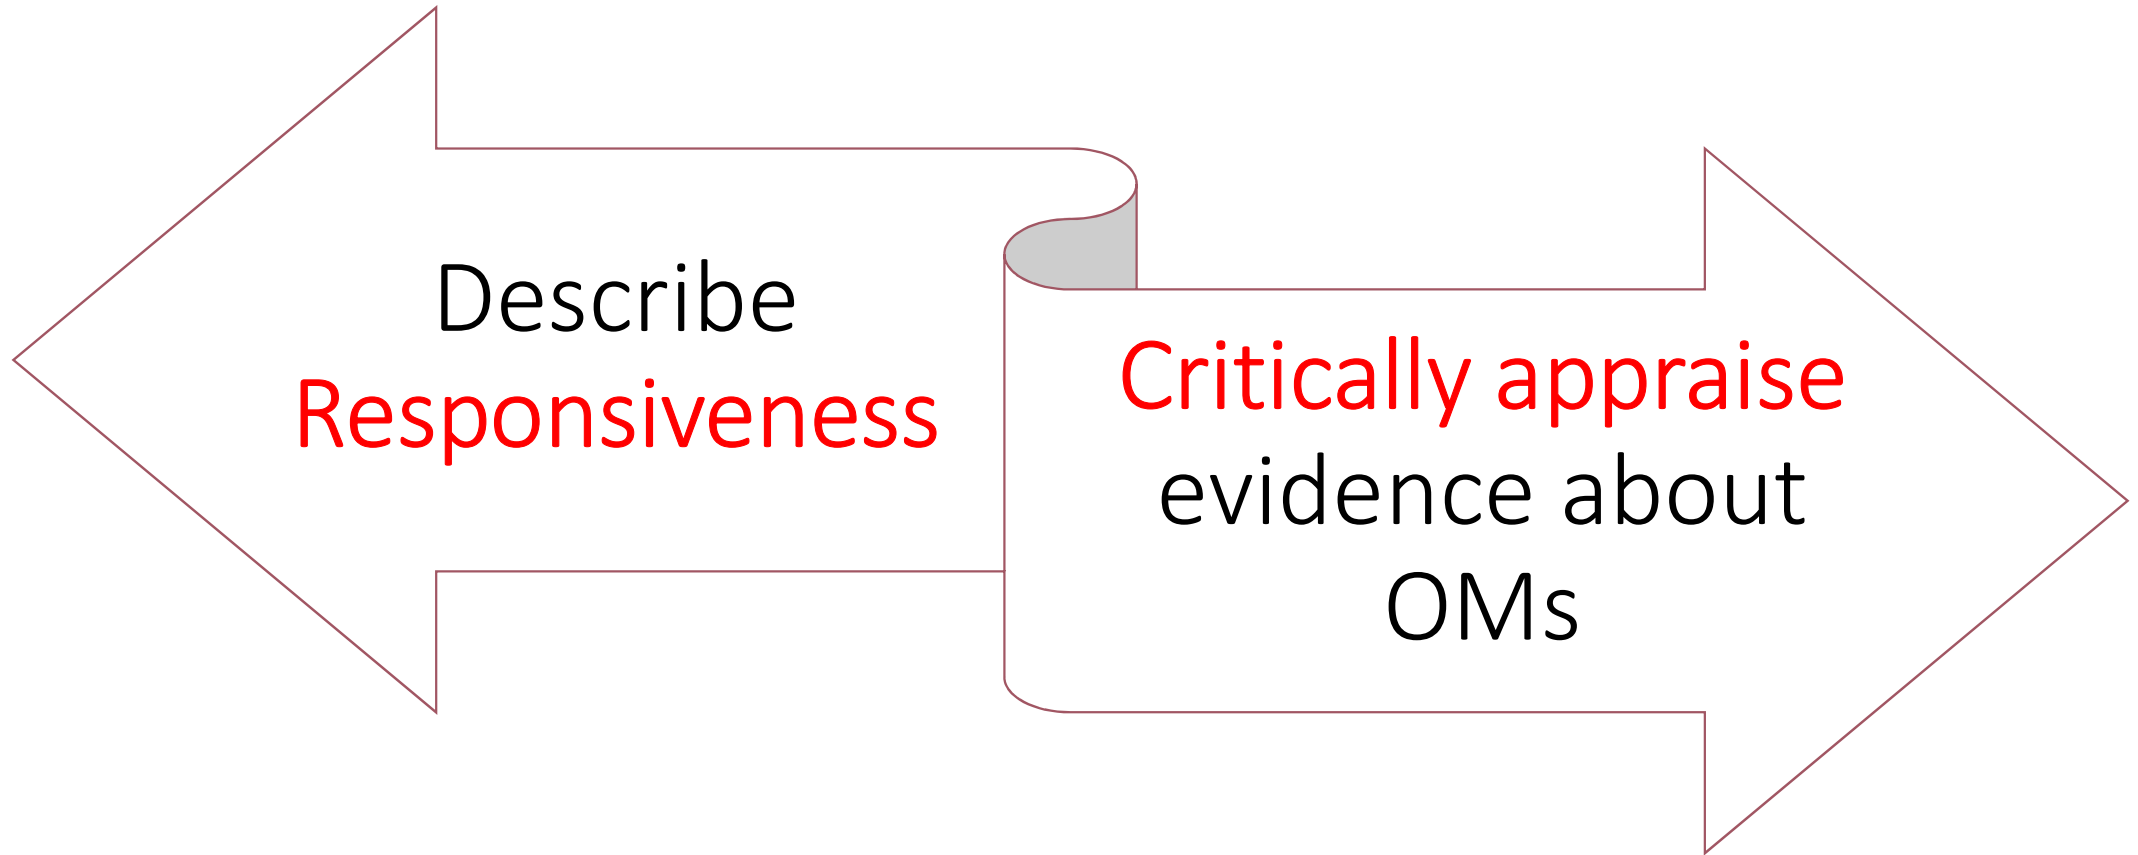 Describe
Responsiveness
Critically appraise
evidence about
OMs